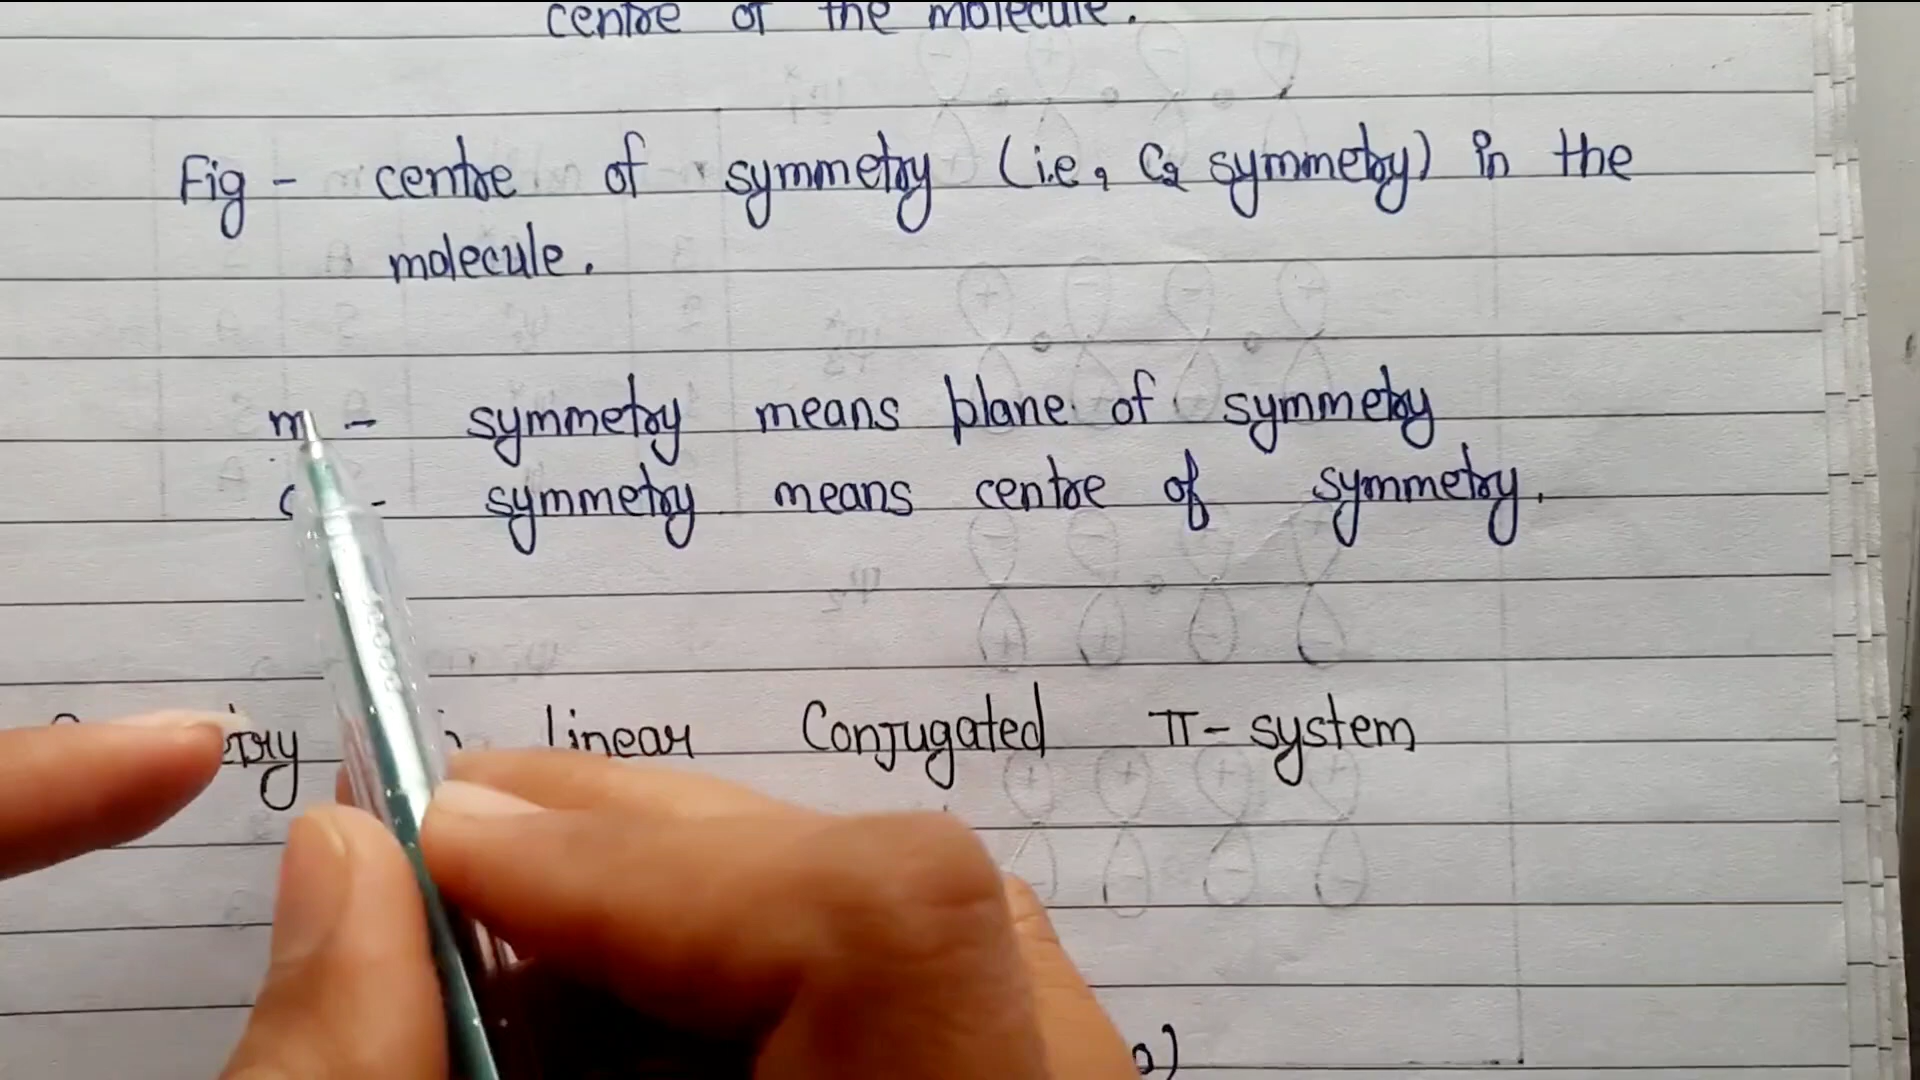 centre of the molecule.
Fig - centre of symmetry (i.e, C2 symmetry) in the
molecule.
m - symmetry means plane of symmetry
- symmetry means centre of symmetry.
linear Conjugated π-system